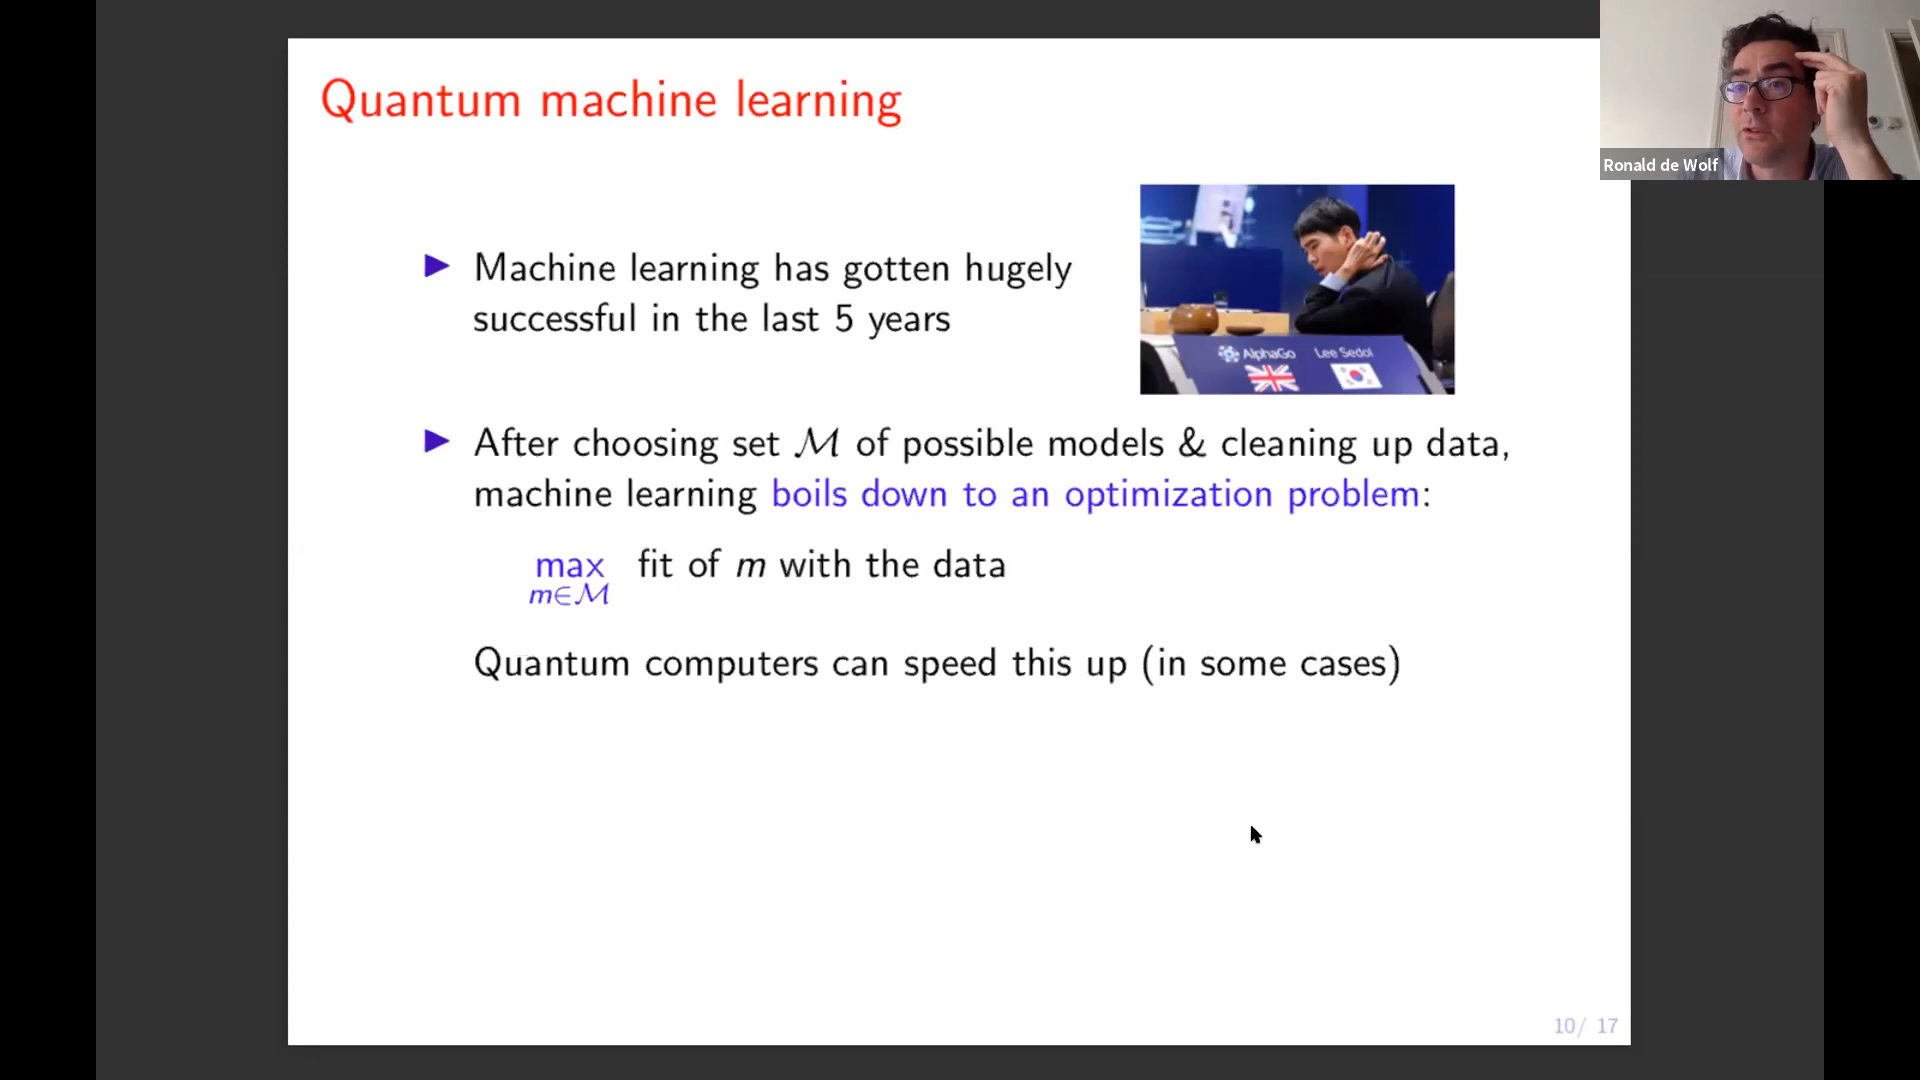 Quantum machine learning
Ronald de Wolf
▶ Machine learning has gotten hugely
successful in the last 5 years
AlphaGo Lee Sedol
▶ After choosing set ℳ of possible models & cleaning up data,
machine learning boils down to an optimization problem:
max fit of m with the data
m∈ℳ
Quantum computers can speed this up (in some cases)
10/ 17